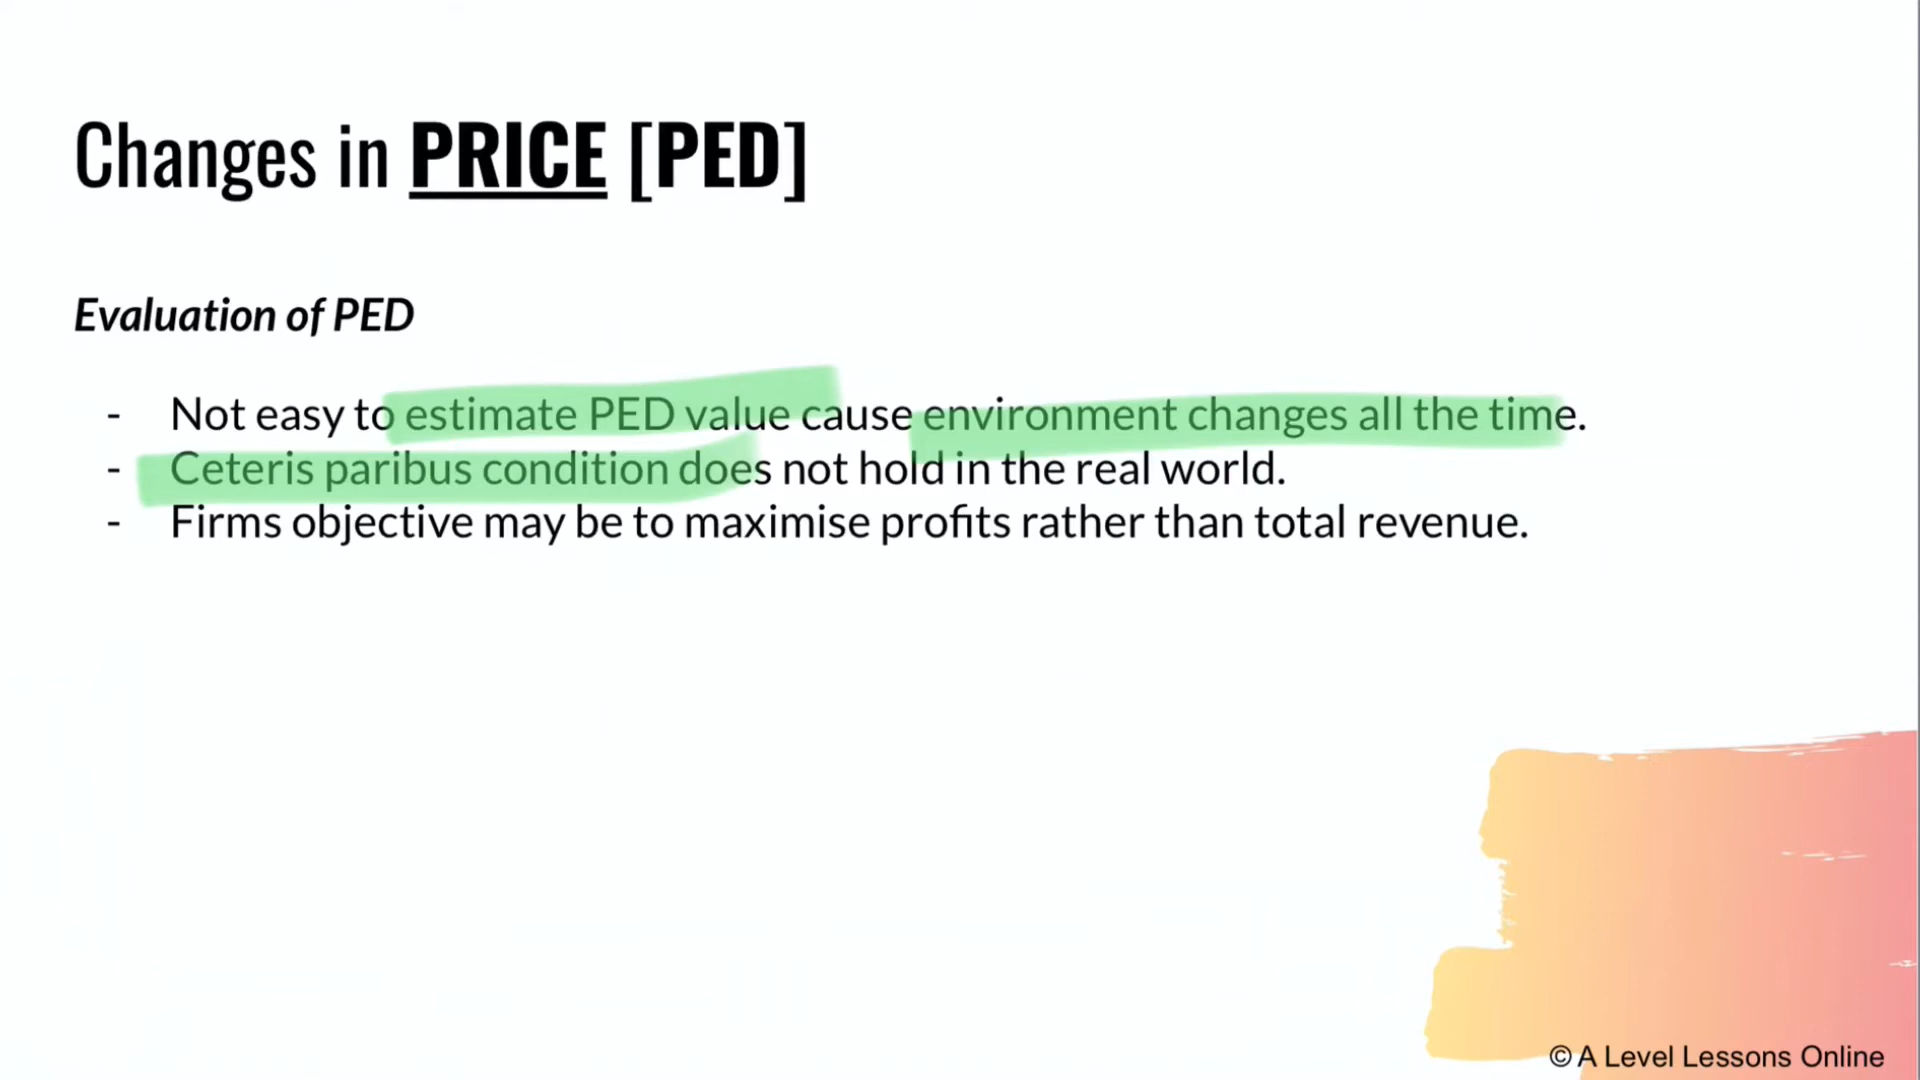 Changes in PRICE [PED]
Evaluation of PED
- Not easy to estimate PED value cause environment changes all the time.
- Ceteris paribus condition does not hold in the real world.
- Firms objective may be to maximise profits rather than total revenue.
© A Level Lessons Online